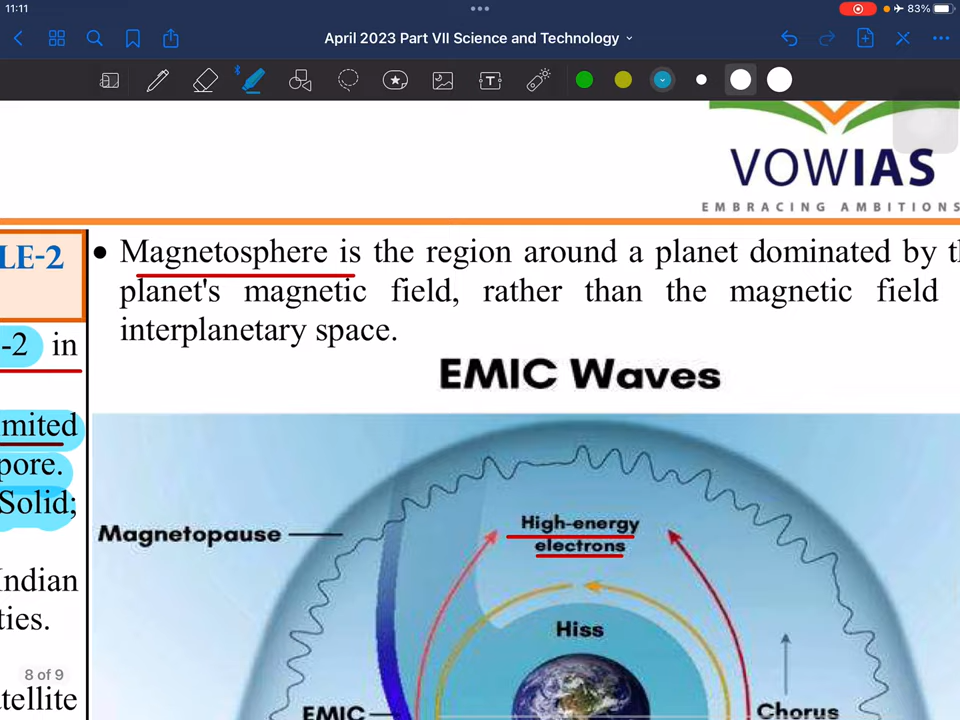 11:11
83%
April 2023 Part VII Science and Technology
VOWIAS
EMBRACING AMBITIONS
LE-2
-2 in
mited
pore.
Solid;
Indian
ties.
8 of 9
tellite
• Magnetosphere is the region around a planet dominated by th
planet's magnetic field, rather than the magnetic field
interplanetary space.
EMIC Waves
Magnetopause
High-energy
electrons
Hiss
EMIC
Chorus